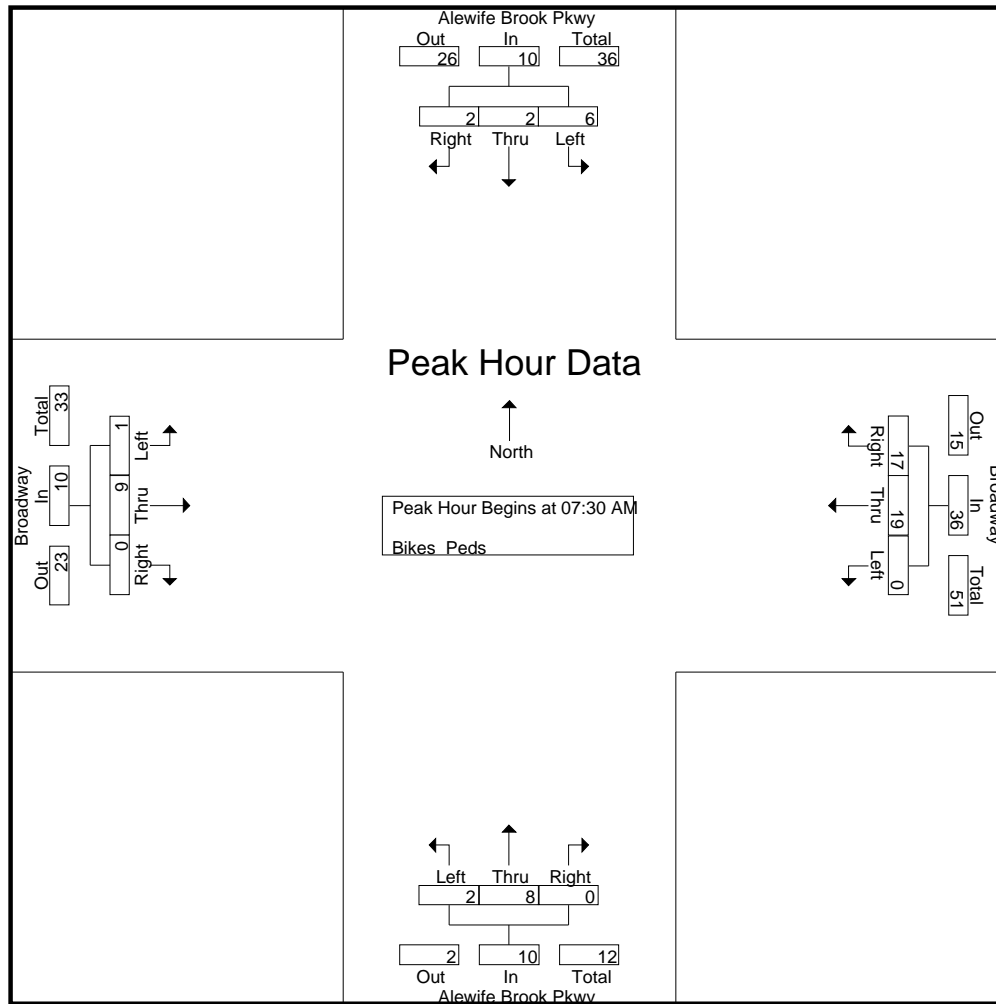 Alewife Brook Pkwy
Out In Total
26 10 36
2 2 6
Right Thru Left
Peak Hour Data
North
Peak Hour Begins at 07:30 AM
Bikes Peds
Broadway
Out In Total
23 10 33
Right Thru Left
0 9 1
Broadway
Out In Total
15 36 51
17 19 0
Right Thru Left
Left Thru Right
2 8 0
2 10 12
Out In Total
Alewife Brook Pkwy